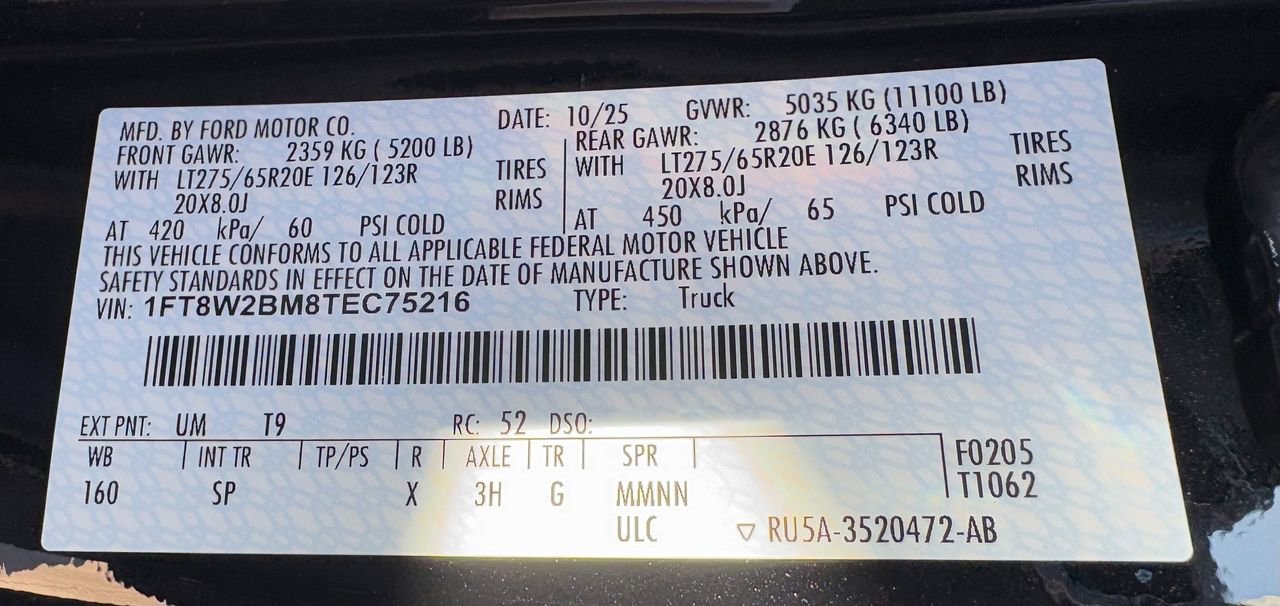 MFD. BY FORD MOTOR CO. DATE: 10/25 GVWR: 5035 KG (11100 LB)
FRONT GAWR: 2359 KG ( 5200 LB)
WITH LT275/65R20E 126/123R TIRES
20X8.0J RIMS
AT 420 kPa/ 60 PSI COLD
REAR GAWR: 2876 KG ( 6340 LB)
WITH LT275/65R20E 126/123R TIRES
20X8.0J RIMS
AT 450 kPa/ 65 PSI COLD
THIS VEHICLE CONFORMS TO ALL APPLICABLE FEDERAL MOTOR VEHICLE
SAFETY STANDARDS IN EFFECT ON THE DATE OF MANUFACTURE SHOWN ABOVE.
VIN: 1FT8W2BM8TEC75216 TYPE: Truck
EXT PNT: UM T9 RC: 52 DSO:
WB INT TR TP/PS R AXLE TR SPR F0205
160 SP X 3H G MMNN T1062
ULC ▽ RU5A-3520472-AB